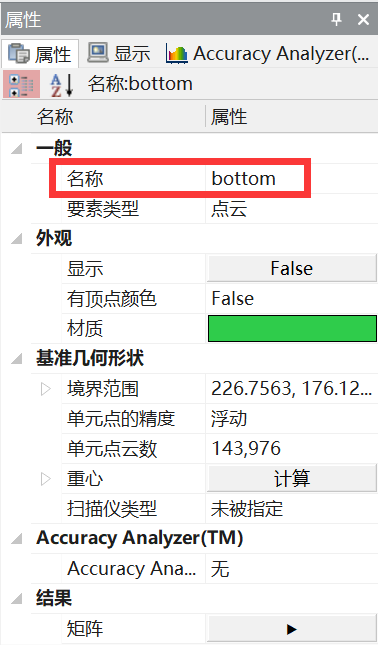 属性
属性 显示 Accuracy Analyzer(...
名称:bottom
名称 属性
一般
名称 bottom
要素类型 点云
外观
显示 False
有顶点颜色 False
材质
基准几何形状
境界范围 226.7563, 176.12...
单元点的精度 浮动
单元点云数 143,976
重心 计算
扫描仪类型 未被指定
Accuracy Analyzer(TM)
Accuracy Ana... 无
结果
矩阵